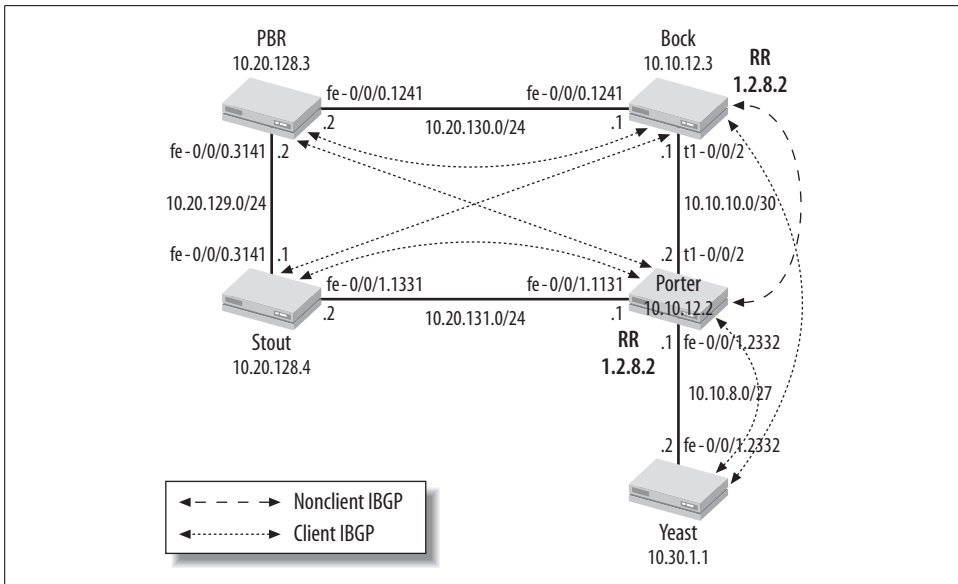 PBR
10.20.128.3
Bock
10.10.12.3
RR
1.2.8.2
fe-0/0/0.1241
fe-0/0/0.1241
.2
10.20.130.0/24
.1
fe-0/0/0.3141
.2
.1
t1-0/0/2
10.20.129.0/24
10.10.10.0/30
fe-0/0/0.3141
.1
.2
t1-0/0/2
fe-0/0/1.1331
fe-0/0/1.1131
Porter
10.10.12.2
.2
10.20.131.0/24
.1
Stout
10.20.128.4
RR
1.2.8.2
.1
fe-0/0/1.2332
10.10.8.0/27
.2
fe-0/0/1.2332
Nonclient IBGP
Client IBGP
Yeast
10.30.1.1